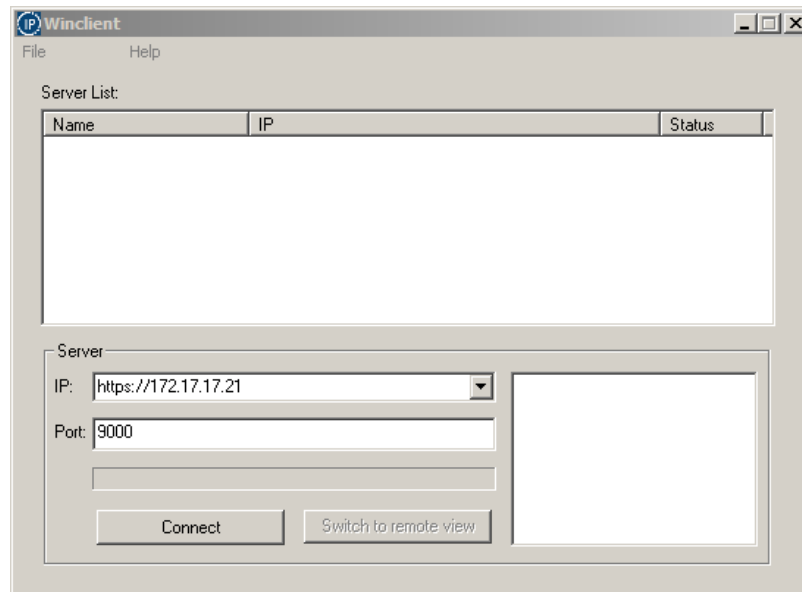 IP Winclient
File Help
Server List:
Name IP Status
Server
IP: https://172.17.17.21
Port: 9000
Connect Switch to remote view